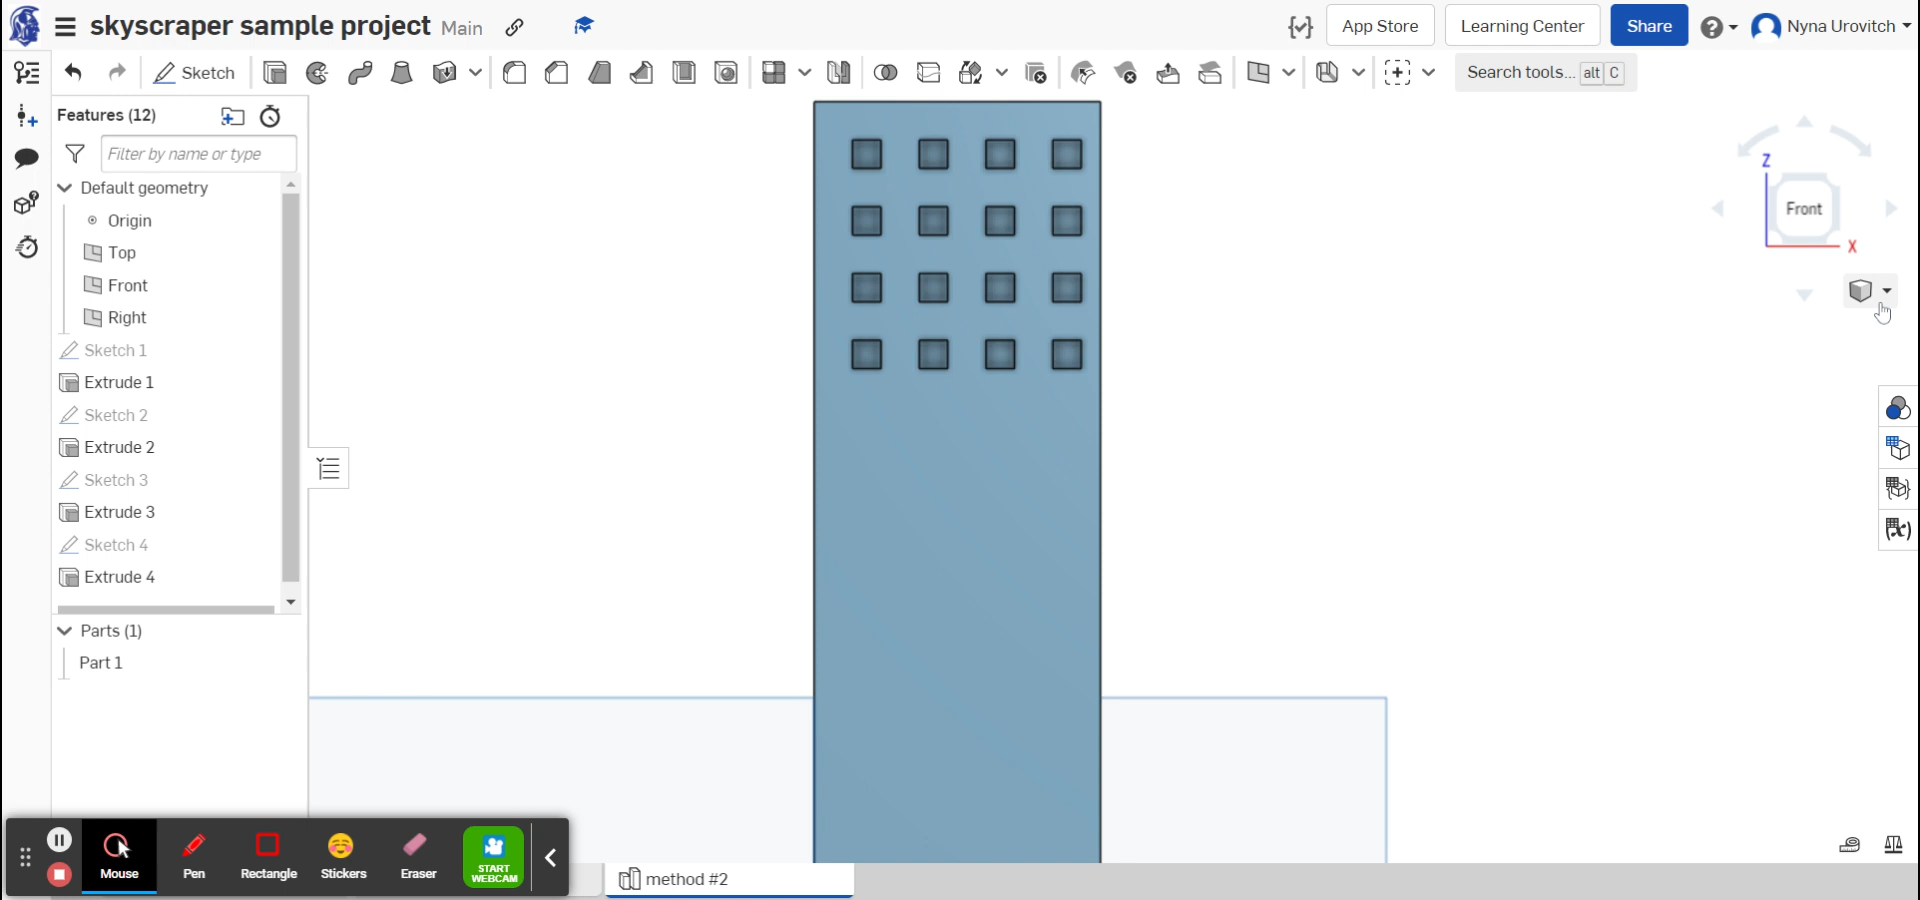 skyscraper sample project Main
App Store
Learning Center
Share
Nyna Urovitch
Sketch
Search tools... alt C
Features (12)
Filter by name or type
Default geometry
Origin
Top
Front
Right
Sketch 1
Extrude 1
Sketch 2
Extrude 2
Sketch 3
Extrude 3
Sketch 4
Extrude 4
Parts (1)
Part 1
Z
Front
X
Mouse
Pen
Rectangle
Stickers
Eraser
START
WEBCAM
method #2